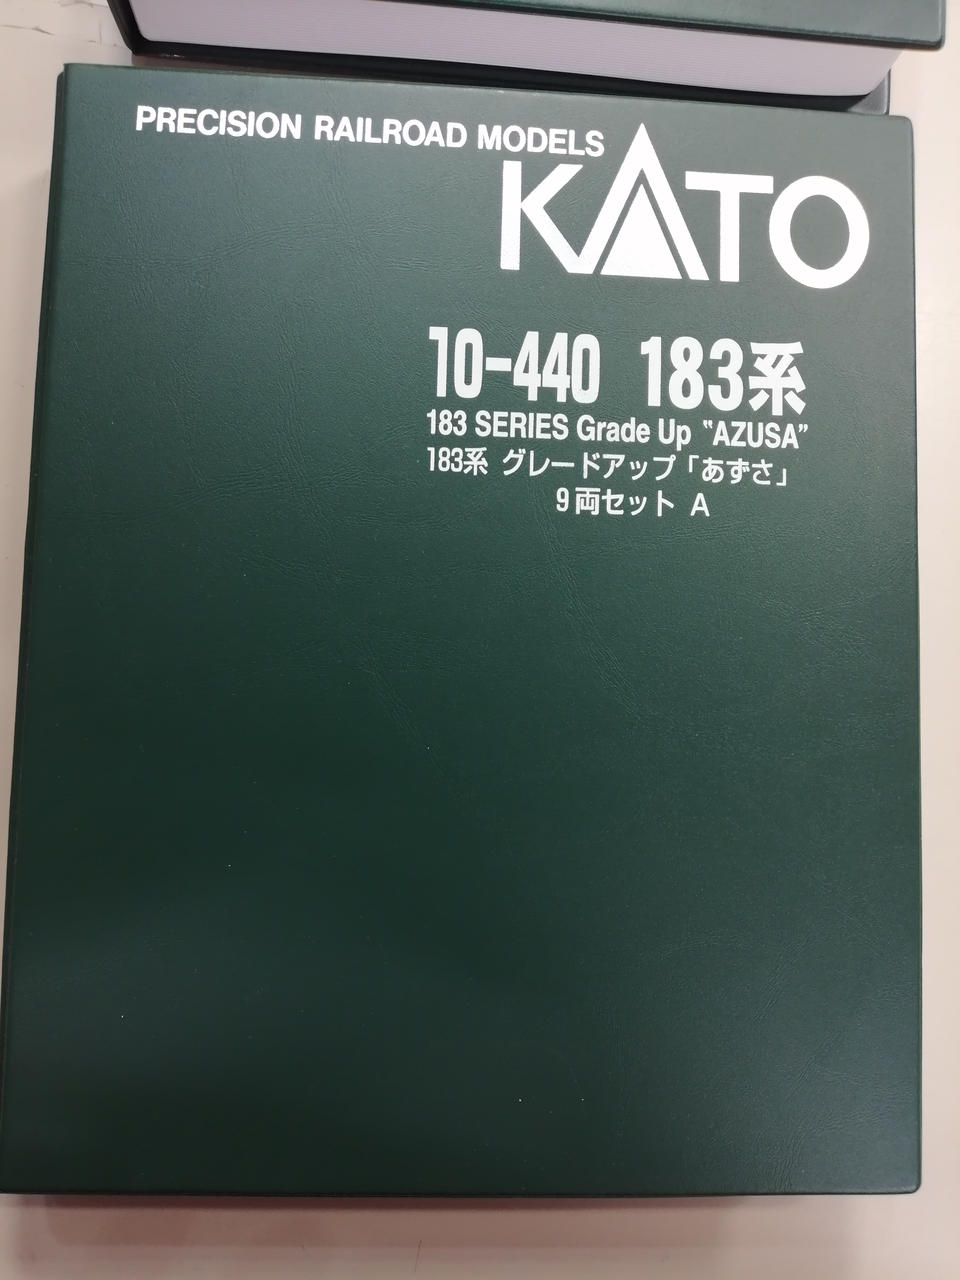 PRECISION RAILROAD MODELS
KATO
10-440 183系
183 SERIES Grade Up “AZUSA”
183系 グレードアップ「あずさ」
9両セット A